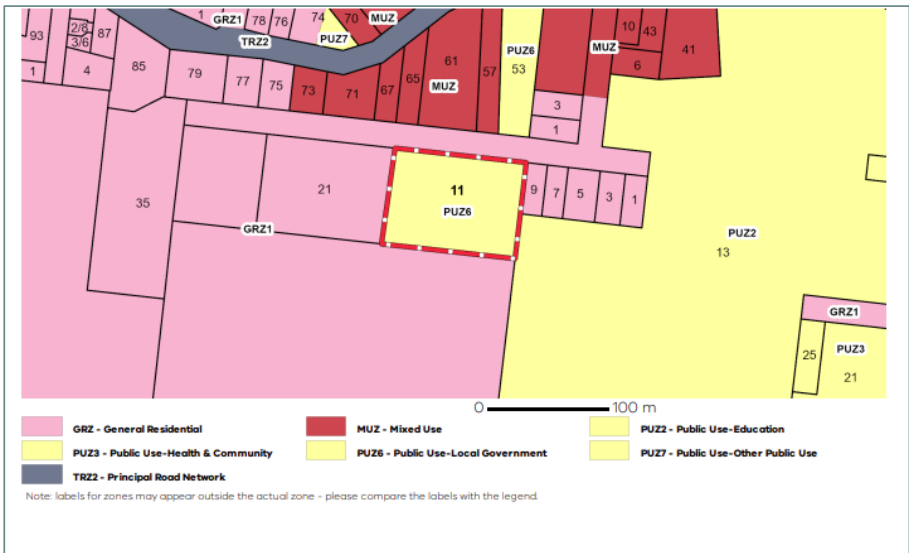 1 78 76 74 70 MUZ
GRZ1
93 2/8 87
3/6
TRZ2 PUZ7
PUZ6
53
MUZ
10 43
41
6
1 4 85 79 77 75 73 71 67 65 61 57
MUZ
3
1
35 21 11 9 7 5 3 1
PUZ6
GRZ1
PUZ2
13
GRZ1
25 PUZ3
21
0 100 m
GRZ - General Residential MUZ - Mixed Use PUZ2 - Public Use-Education
PUZ3 - Public Use-Health & Community PUZ6 - Public Use-Local Government PUZ7 - Public Use-Other Public Use
TRZ2 - Principal Road Network
Note: labels for zones may appear outside the actual zone - please compare the labels with the legend.